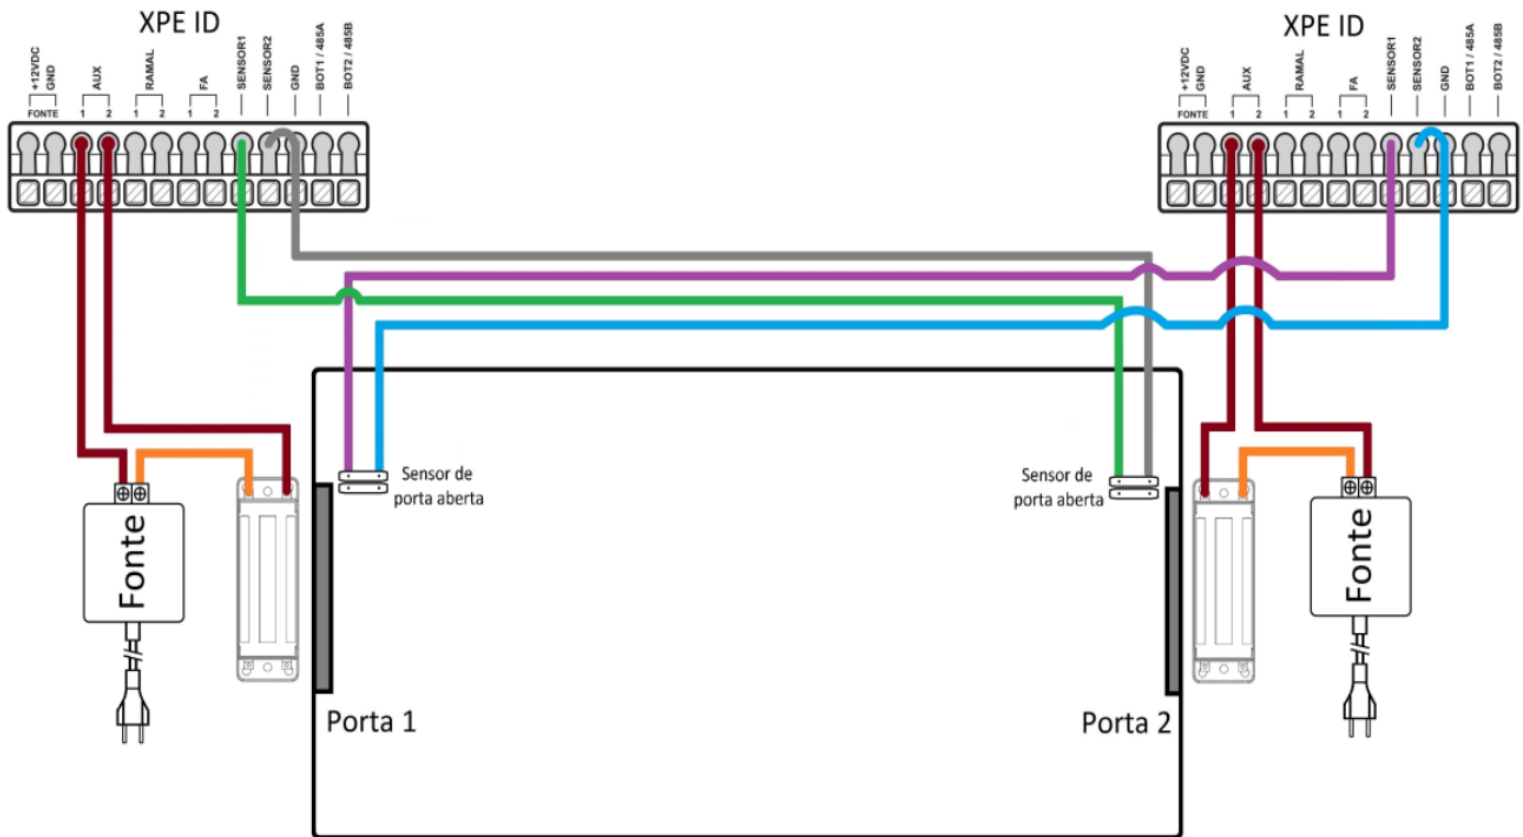 XPE ID
+12VDC
GND
AUX
RAMAL
FA
SENSOR1
SENSOR2
GND
BOT1 / 485A
BOT2 / 485B
FONTE
1
2
1
2
1
2
XPE ID
+12VDC
GND
AUX
RAMAL
FA
SENSOR1
SENSOR2
GND
BOT1 / 485A
BOT2 / 485B
FONTE
1
2
1
2
1
2
Sensor de
porta aberta
Sensor de
porta aberta
Fonte
Fonte
Porta 1
Porta 2